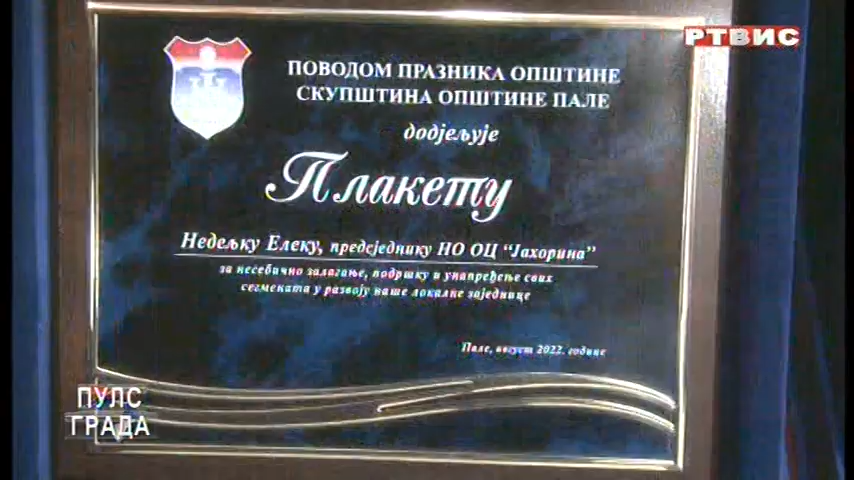 РТВИС
ПОВОДОМ ПРАЗНИКА ОПШТИНЕ
СКУПШТИНА ОПШТИНЕ ПАЛЕ
додјељује
Плакету
Недељку Елеку, предсједнику НО ОЦ “Јахорина”
за несебично залагање, подршку и унапређење свих
сегмената у развоју наше локалне заједнице
Пале, август 2022. године
ПУЛС
ГРАДА